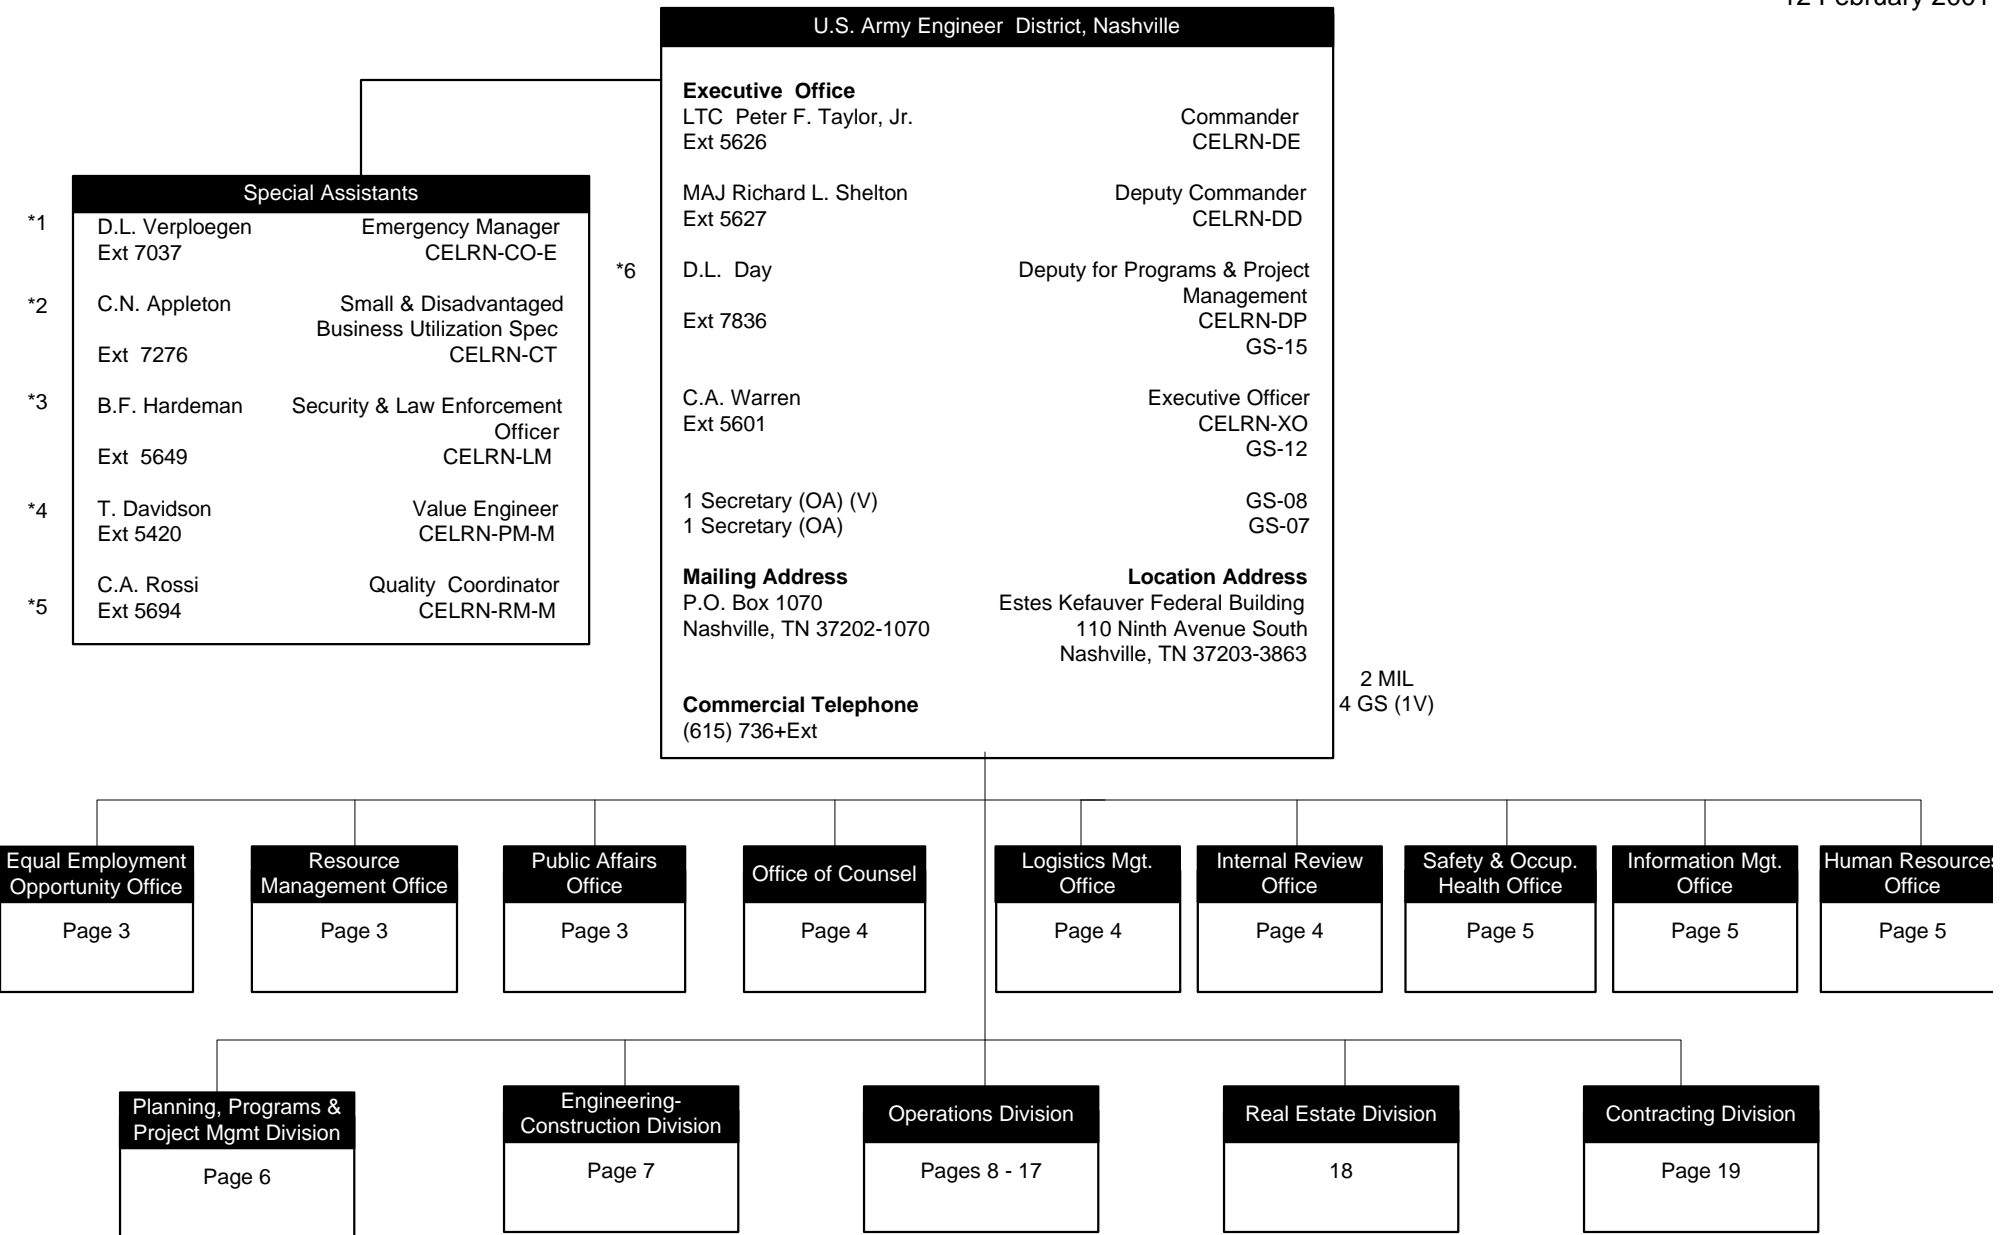 U.S. Army Engineer District, Nashville
Executive Office
LTC Peter F. Taylor, Jr. Commander
Ext 5626 CELRN-DE
MAJ Richard L. Shelton Deputy Commander
Ext 5627 CELRN-DD
*6 D.L. Day Deputy for Programs & Project
Management
Ext 7836 CELRN-DP
GS-15
C.A. Warren Executive Officer
Ext 5601 CELRN-XO
GS-12
1 Secretary (OA) (V) GS-08
1 Secretary (OA) GS-07
Mailing Address Location Address
P.O. Box 1070 Estes Kefauver Federal Building
Nashville, TN 37202-1070 110 Ninth Avenue South
Nashville, TN 37203-3863
Commercial Telephone
(615) 736+Ext
2 MIL
4 GS (1V)
Special Assistants
*1 D.L. Verploegen Emergency Manager
Ext 7037 CELRN-CO-E
*2 C.N. Appleton Small & Disadvantaged
Business Utilization Spec
Ext 7276 CELRN-CT
*3 B.F. Hardeman Security & Law Enforcement
Officer
Ext 5649 CELRN-LM
*4 T. Davidson Value Engineer
Ext 5420 CELRN-PM-M
C.A. Rossi Quality Coordinator
*5 Ext 5694 CELRN-RM-M
Equal Employment
Opportunity Office
Page 3
Resource
Management Office
Page 3
Public Affairs
Office
Page 3
Office of Counsel
Page 4
Logistics Mgt.
Office
Page 4
Internal Review
Office
Page 4
Safety & Occup.
Health Office
Page 5
Information Mgt.
Office
Page 5
Human Resources
Office
Page 5
Planning, Programs &
Project Mgmt Division
Page 6
Engineering-
Construction Division
Page 7
Operations Division
Pages 8 - 17
Real Estate Division
18
Contracting Division
Page 19